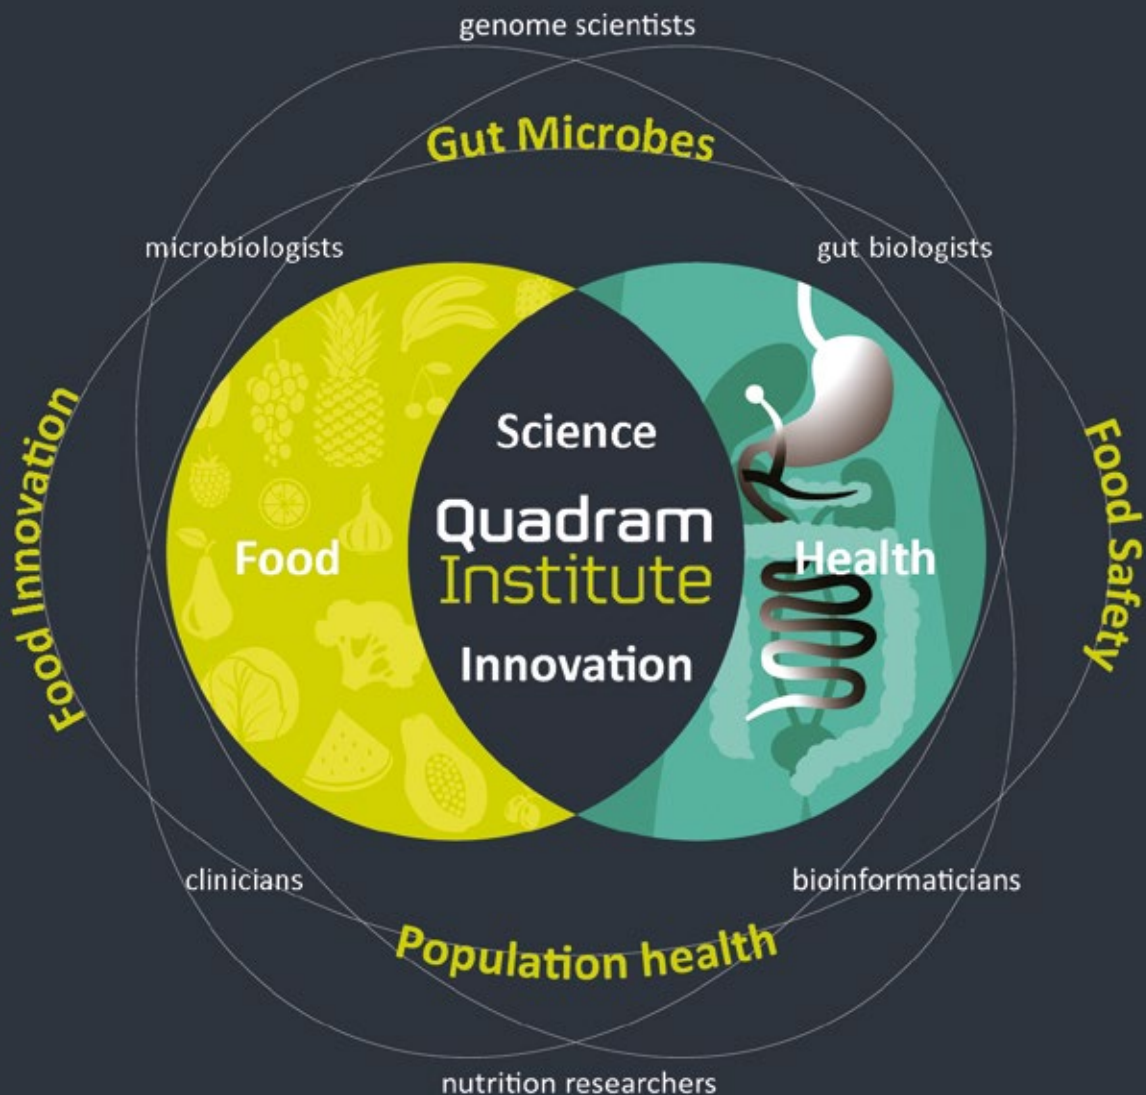 genome scientists
Gut Microbes
microbiologists
gut biologists
Food Innovation
Food
Science
Quadram
Institute
Innovation
Health
Food Safety
clinicians
bioinformaticians
Population health
nutrition researchers